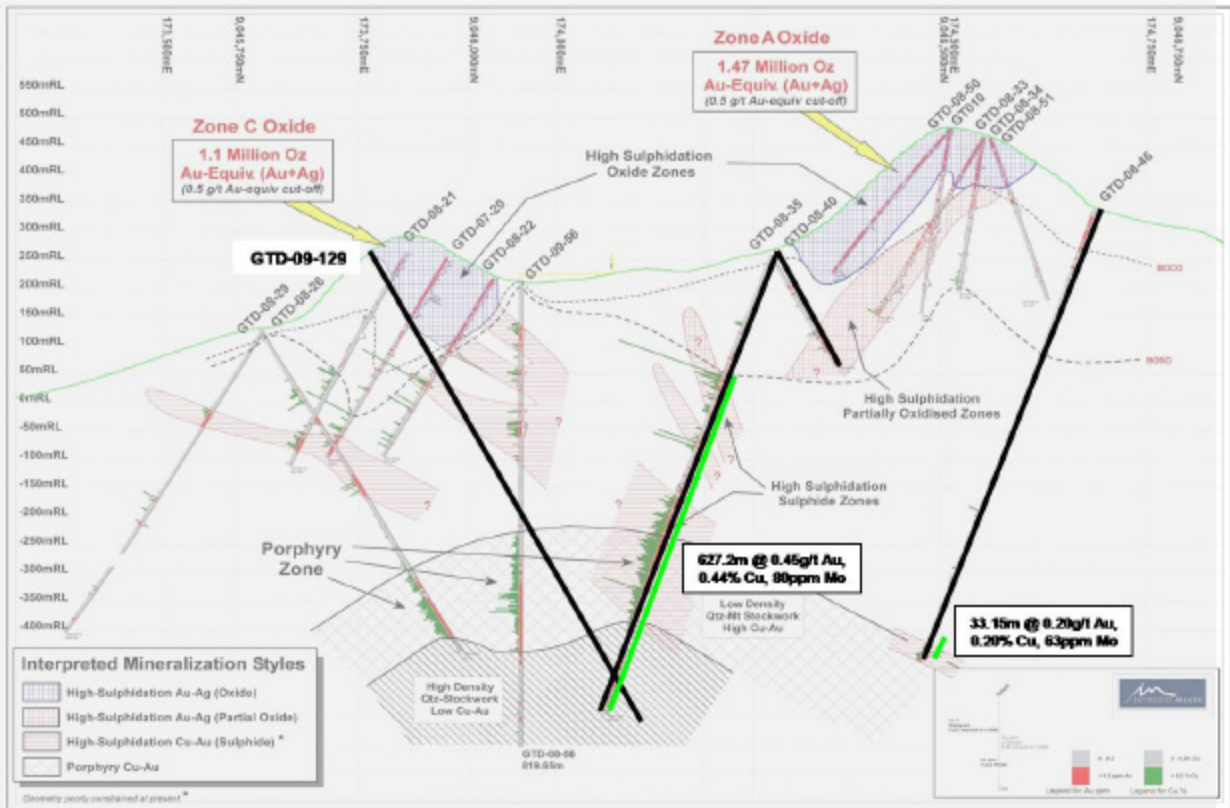 173,500mE
9,045,750mN
173,750mE
9,046,000mN
174,000mE
9,046,500mN
174,500mE
174,750mE
9,046,750mN
550mRL
500mRL
450mRL
400mRL
350mRL
300mRL
250mRL
200mRL
150mRL
100mRL
50mRL
0mRL
-50mRL
-100mRL
-150mRL
-200mRL
-250mRL
-300mRL
-350mRL
-400mRL
Zone A Oxide
1.47 Million Oz
Au-Equiv. (Au+Ag)
(0.5 g/t Au-equiv cut-off)
Zone C Oxide
1.1 Million Oz
Au-Equiv. (Au+Ag)
(0.5 g/t Au-equiv cut-off)
High Sulphidation
Oxide Zones
GTD-08-50
GT010
GTD-08-33
GTD-08-34
GTD-08-51
GTD-08-46
GTD-09-129
GTD-08-21
GTD-07-20
GTD-08-22
GTD-09-56
GTD-08-35
GTD-08-40
GTD-08-29
GTD-08-26
BOCO
BOSO
?
?
?
?
?
?
?
High Sulphidation
Partially Oxidised Zones
High Sulphidation
Sulphide Zones
Porphyry
Zone
627.2m @ 0.45g/t Au,
0.44% Cu, 80ppm Mo
Low Density
Qtz-Mt Stockwork
High Cu-Au
33.15m @ 0.20g/t Au,
0.20% Cu, 63ppm Mo
High Density
Qtz-Stockwork
Low Cu-Au
819.65m
Interpreted Mineralization Styles
High-Sulphidation Au-Ag (Oxide)
High-Sulphidation Au-Ag (Partial Oxide)
High-Sulphidation Cu-Au (Sulphide) *
Porphyry Cu-Au
Geometry poorly constrained at present *
Legend for Au ppm
Legend for Cu %